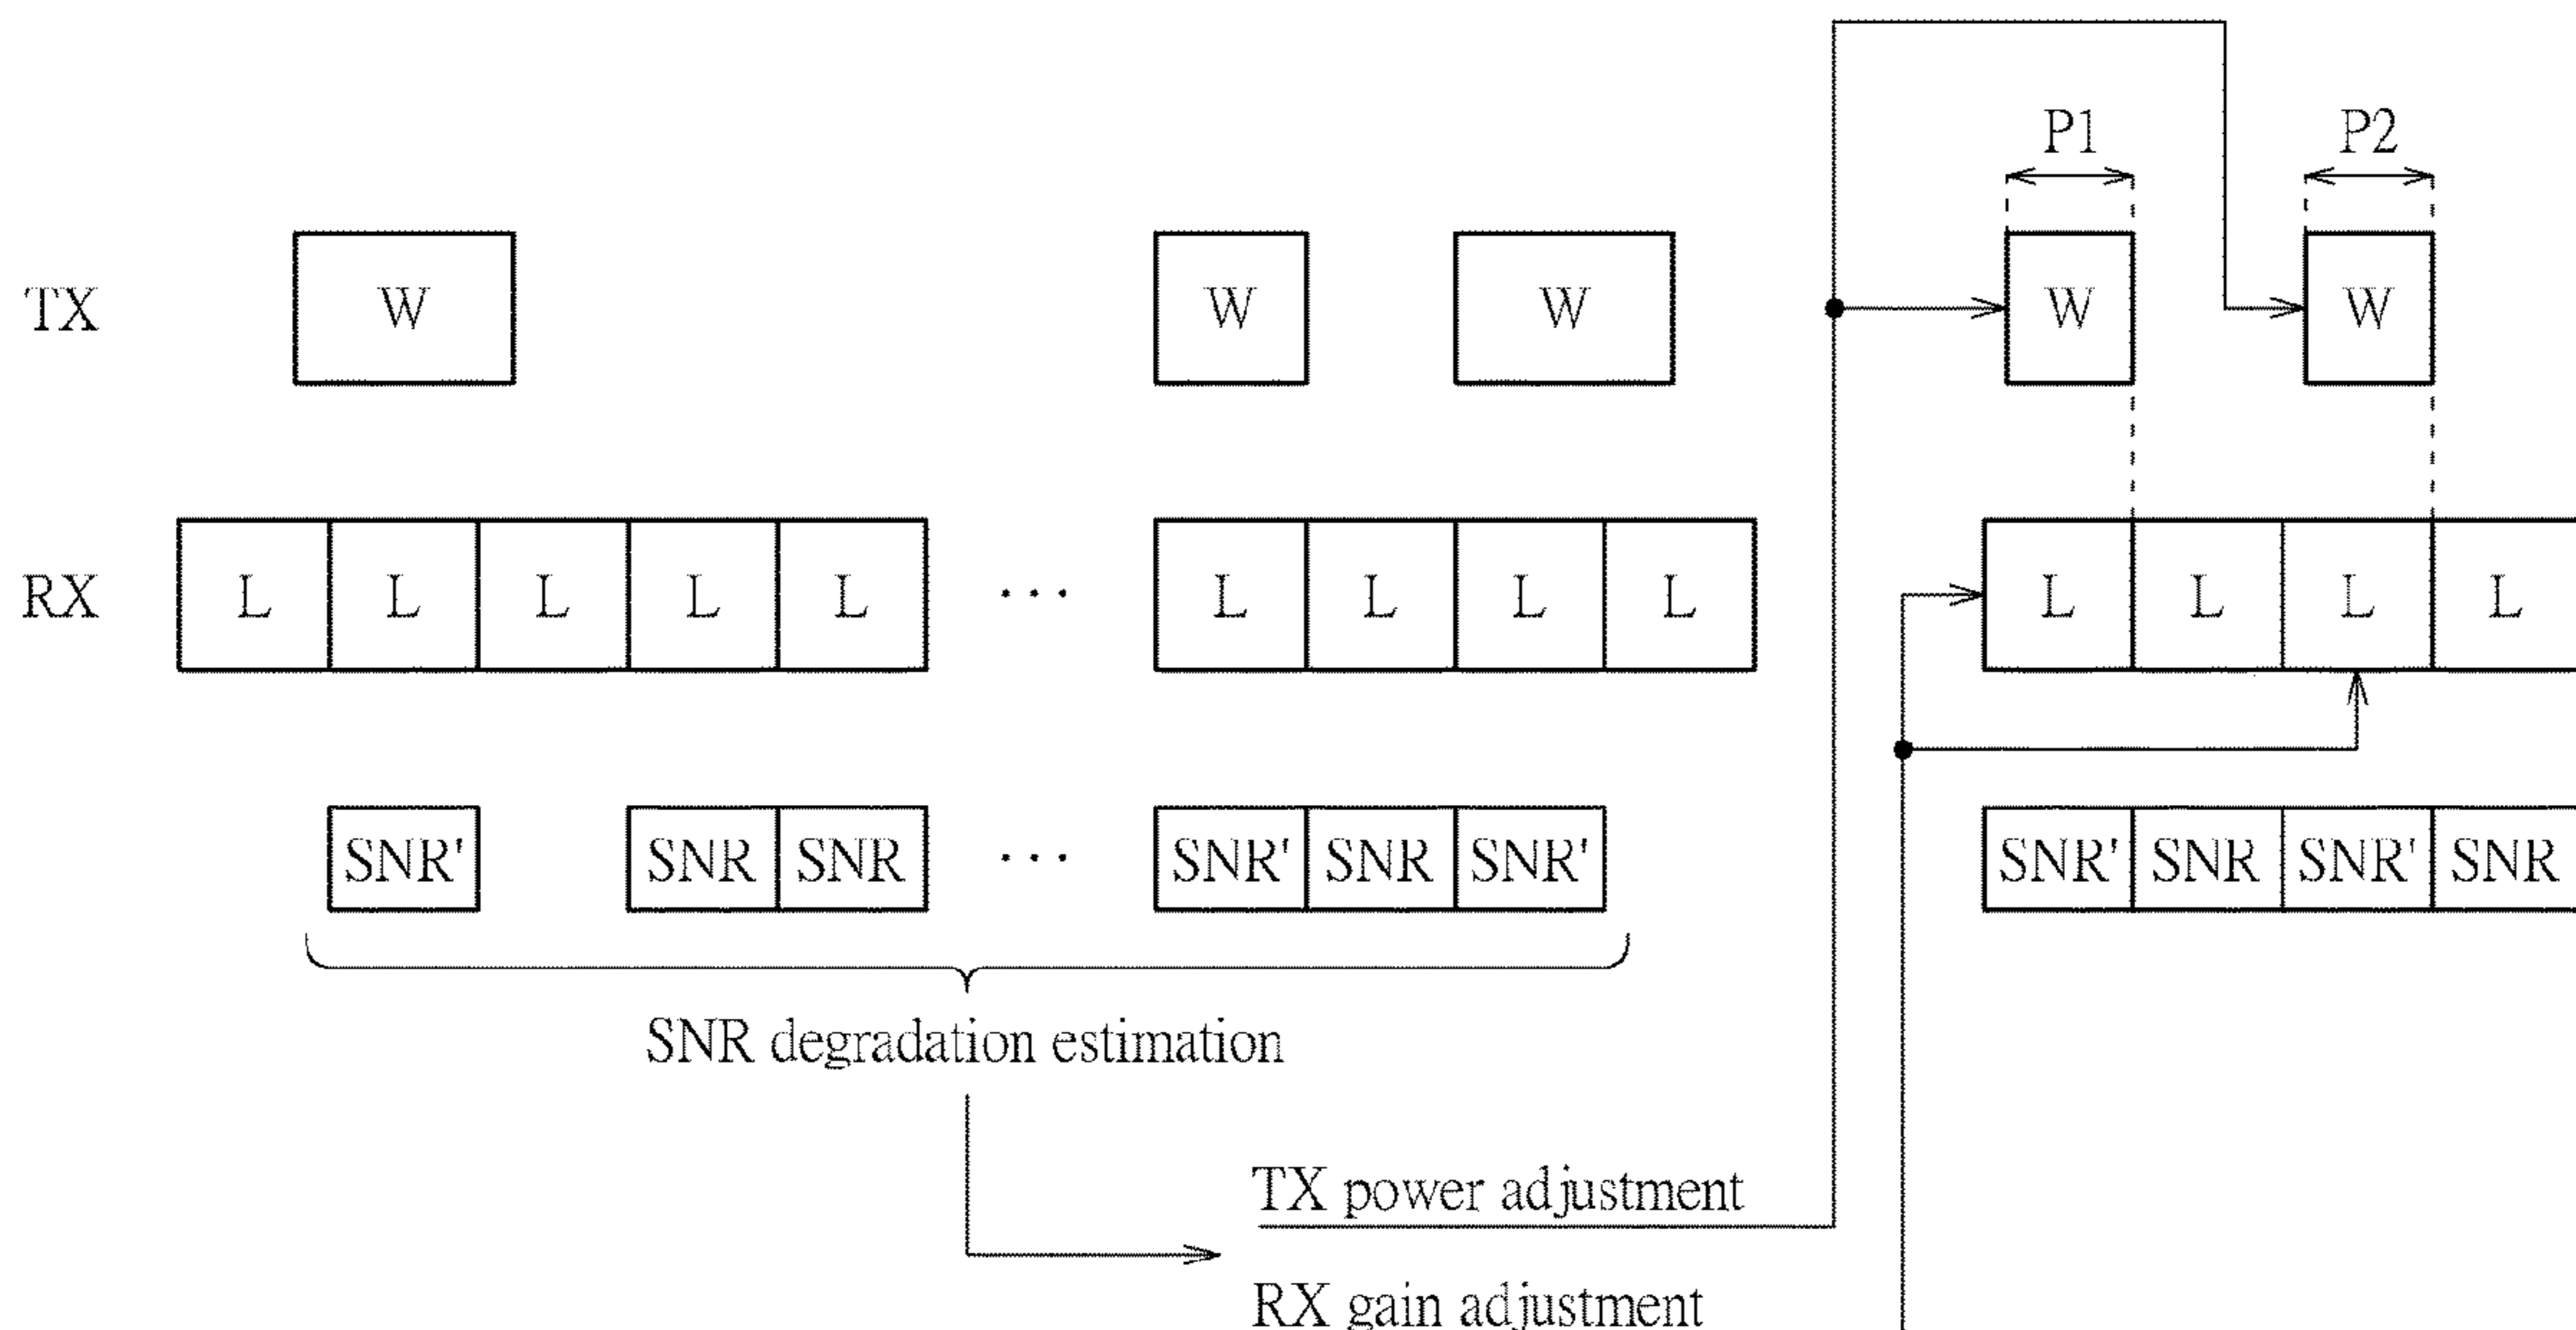 P1 P2
TX W W W W W
RX L L L L L ... L L L L L L L L
SNR' SNR SNR ... SNR' SNR SNR' SNR' SNR SNR' SNR
SNR degradation estimation
TX power adjustment
RX gain adjustment